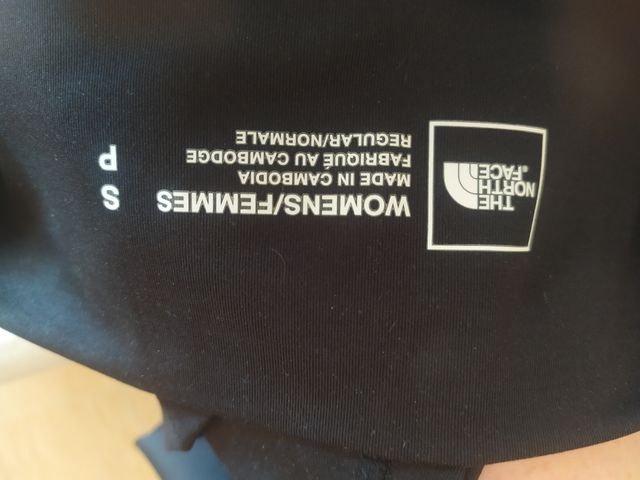 THE
NORTH
FACE®
WOMENS/FEMMES
MADE IN CAMBODIA
FABRIQUÉ AU CAMBODGE
REGULAR/NORMALE
S
P